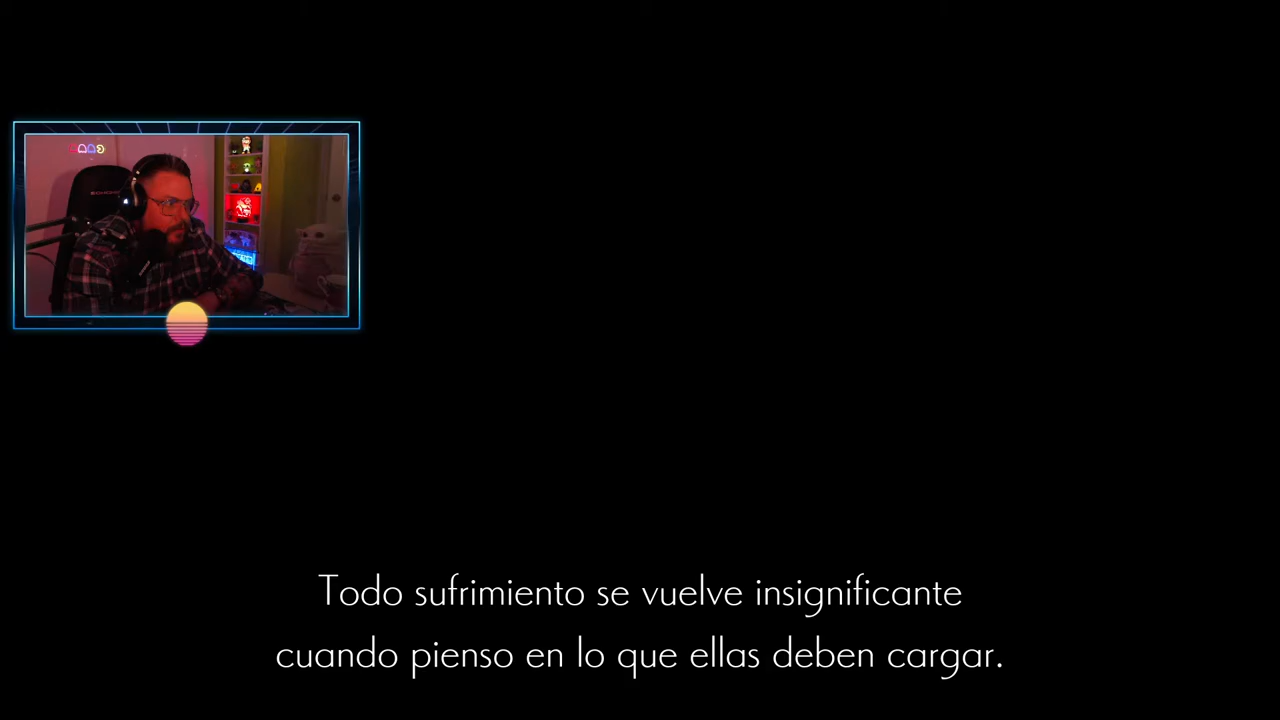 Todo sufrimiento se vuelve insignificante
cuando pienso en lo que ellas deben cargar.